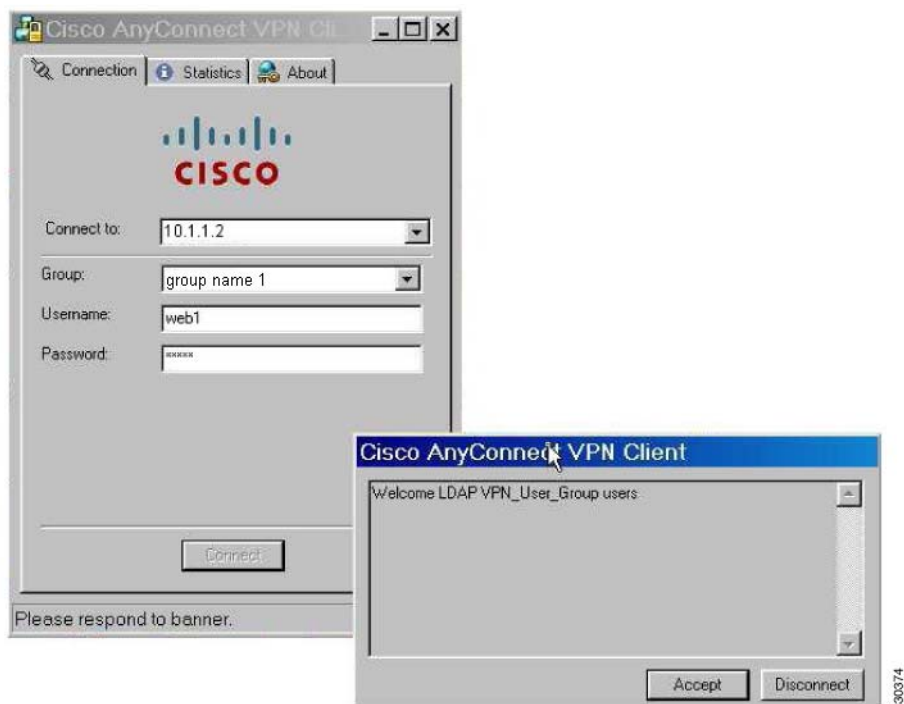 Cisco AnyConnect VPN Cli
Connection Statistics About
CISCO
Connect to: 10.1.1.2
Group: group name 1
Username: web1
Password: *****
Connect
Please respond to banner.
Cisco AnyConnect VPN Client
Welcome LDAP VPN_User_Group users
Accept Disconnect
30374